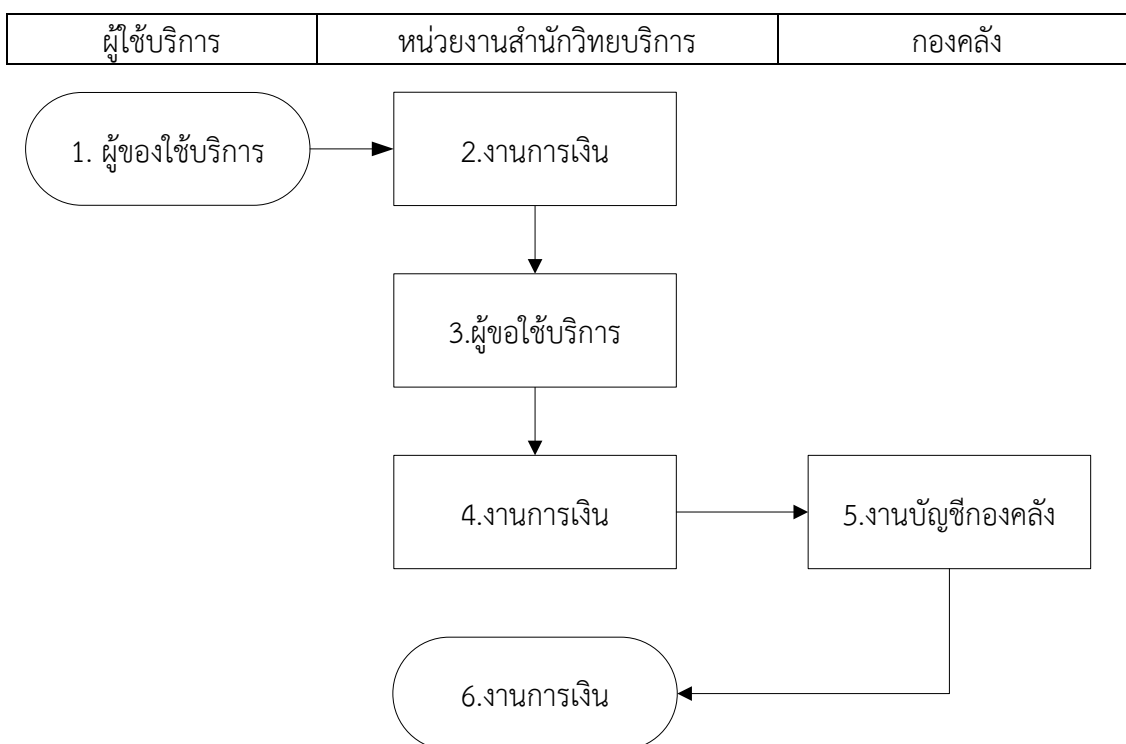 ผู้ใช้บริการ หน่วยงานสำนักวิทยบริการ กองคลัง
1. ผู้ของใช้บริการ
2.งานการเงิน
3.ผู้ขอใช้บริการ
4.งานการเงิน
5.งานบัญชีกองคลัง
6.งานการเงิน